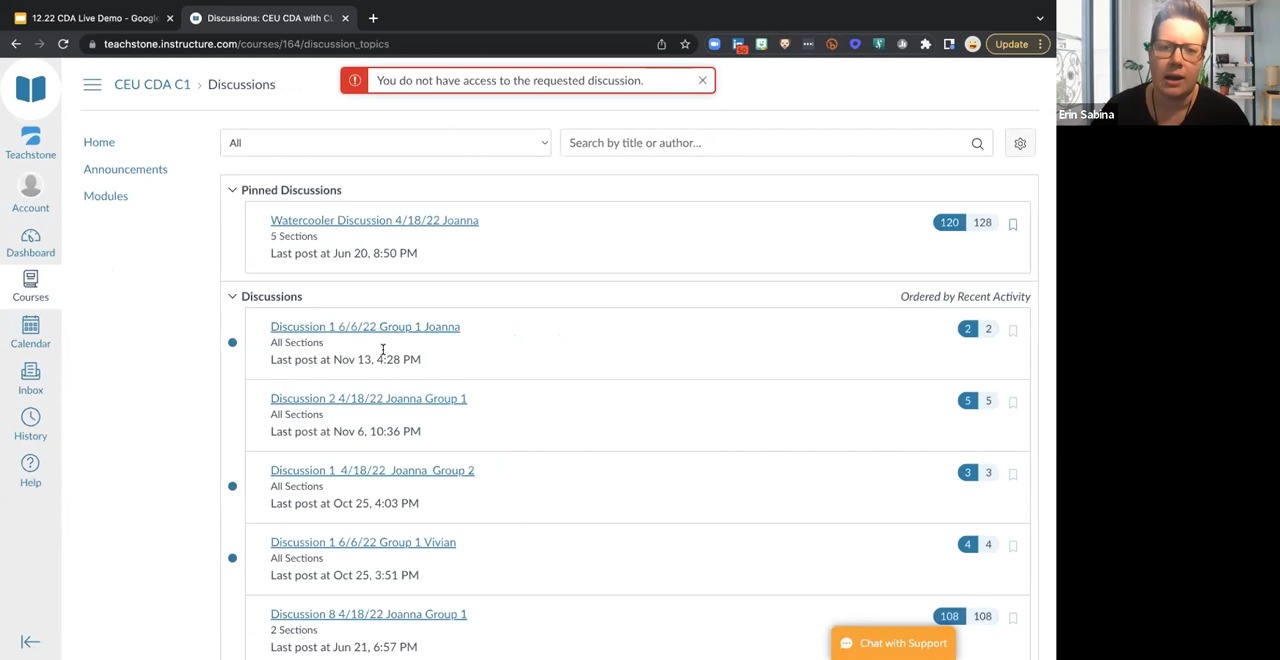 12.22 CDA Live Demo - Google
Discussions: CEU CDA with CL
teachstone.instructure.com/courses/164/discussion_topics
Update
You do not have access to the requested discussion.
CEU CDA C1 > Discussions
Teachstone
Account
Dashboard
Courses
Calendar
Inbox
History
Help
Home
Announcements
Modules
All
Search by title or author...
Pinned Discussions
Watercooler Discussion 4/18/22 Joanna
120 128
5 Sections
Last post at Jun 20, 8:50 PM
Discussions
Ordered by Recent Activity
Discussion 1 6/6/22 Group 1 Joanna
2 2
All Sections
Last post at Nov 13, 4:28 PM
Discussion 2 4/18/22 Joanna Group 1
5 5
All Sections
Last post at Nov 6, 10:36 PM
Discussion 1 4/18/22 Joanna Group 2
3 3
All Sections
Last post at Oct 25, 4:03 PM
Discussion 1 6/6/22 Group 1 Vivian
4 4
All Sections
Last post at Oct 25, 3:51 PM
Discussion 8 4/18/22 Joanna Group 1
108 108
2 Sections
Last post at Jun 21, 6:57 PM
Chat with Support
Erin Sabina